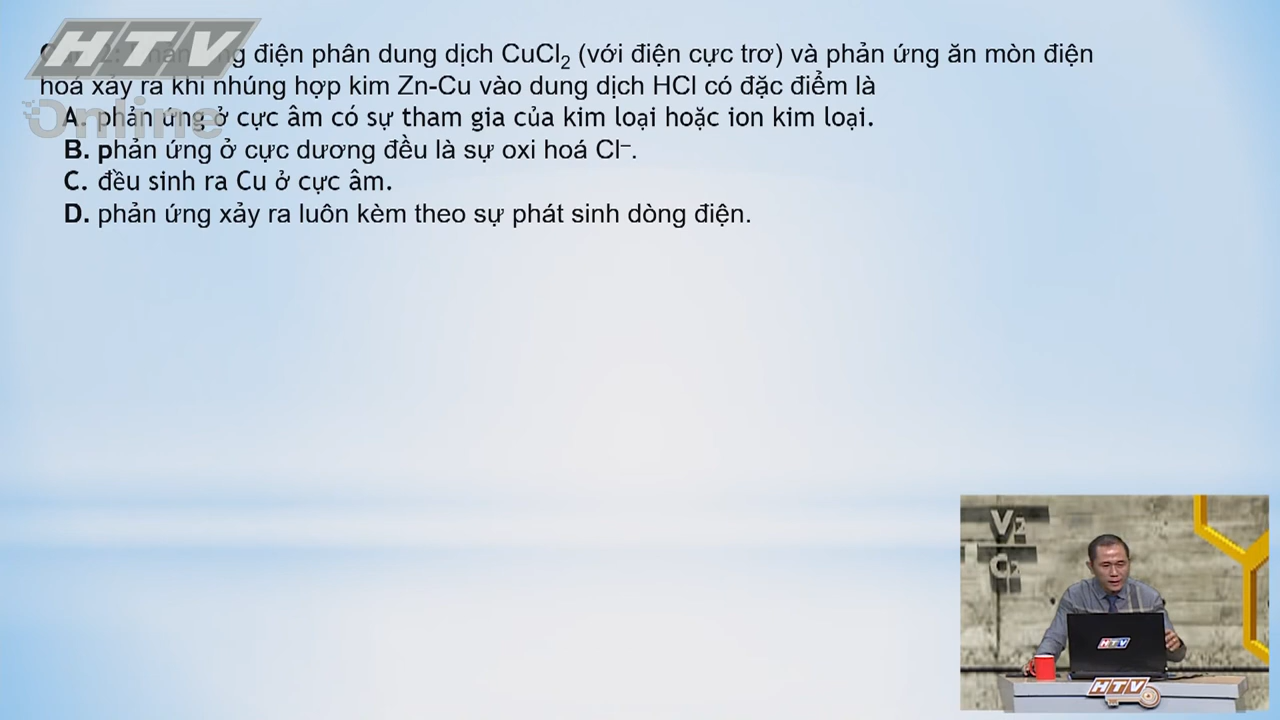 HTV
Online
2: điện phân dung dịch CuCl₂ (với điện cực trơ) và phản ứng ăn mòn điện
hoá xảy ra khi nhúng hợp kim Zn-Cu vào dung dịch HCl có đặc điểm là
A. phản ứng ở cực âm có sự tham gia của kim loại hoặc ion kim loại.
B. phản ứng ở cực dương đều là sự oxi hoá Cl⁻.
C. đều sinh ra Cu ở cực âm.
D. phản ứng xảy ra luôn kèm theo sự phát sinh dòng điện.
HTV
HTV